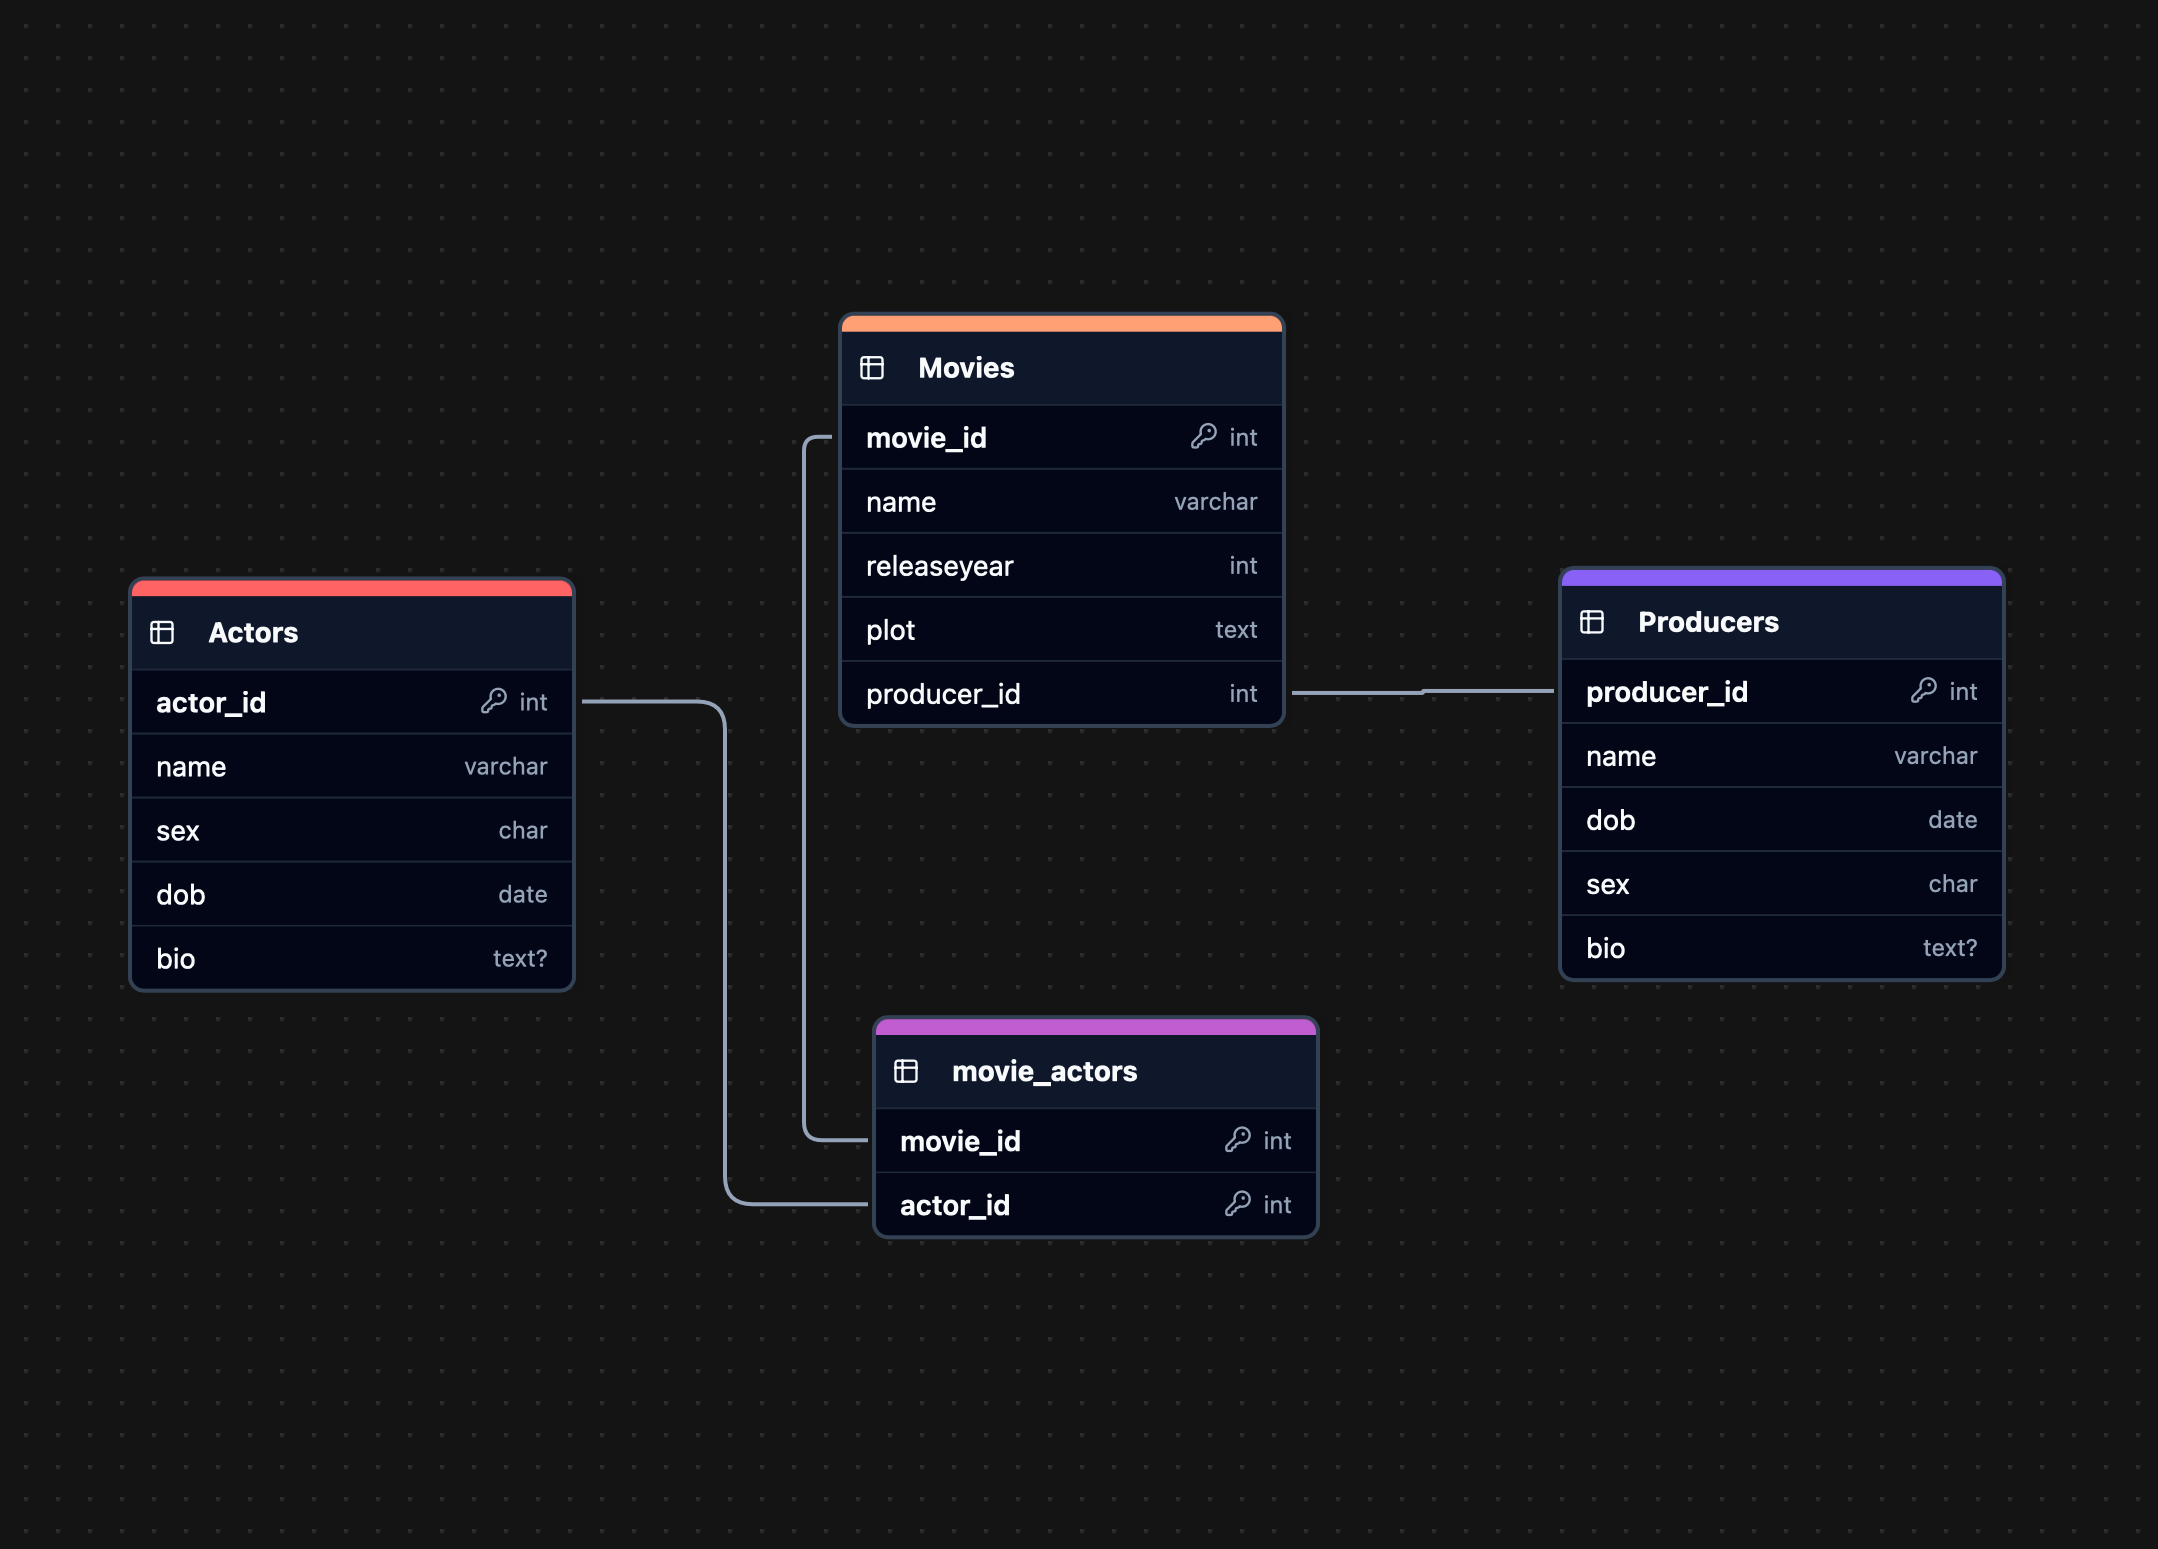 Movies
movie_id int
name varchar
releaseyear int
plot text
producer_id int
Actors
actor_id int
name varchar
sex char
dob date
bio text?
Producers
producer_id int
name varchar
dob date
sex char
bio text?
movie_actors
movie_id int
actor_id int